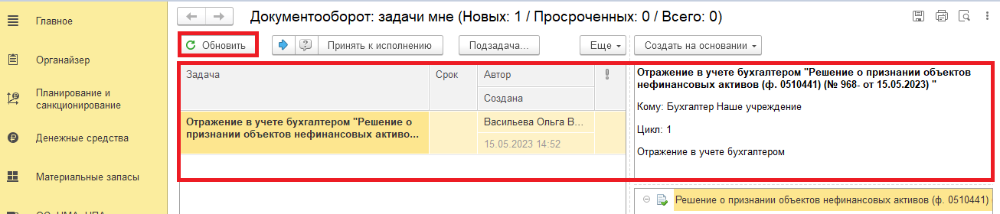 Главное
Органайзер
Планирование и
санкционирование
Денежные средства
Материальные запасы
Документооборот: задачи мне (Новых: 1 / Просроченных: 0 / Всего: 0)
Обновить
Принять к исполнению
Подзадача...
Еще
Создать на основании
Задача
Срок
Автор
Создана
Отражение в учете бухгалтером "Решение о
признании объектов нефинансовых активо...
Васильева Ольга В...
15.05.2023 14:52
Отражение в учете бухгалтером "Решение о признании объектов
нефинансовых активов (ф. 0510441) (№ 968- от 15.05.2023) "
Кому: Бухгалтер Наше учреждение
Цикл: 1
Отражение в учете бухгалтером
Решение о признании объектов нефинансовых активов (ф. 0510441) (